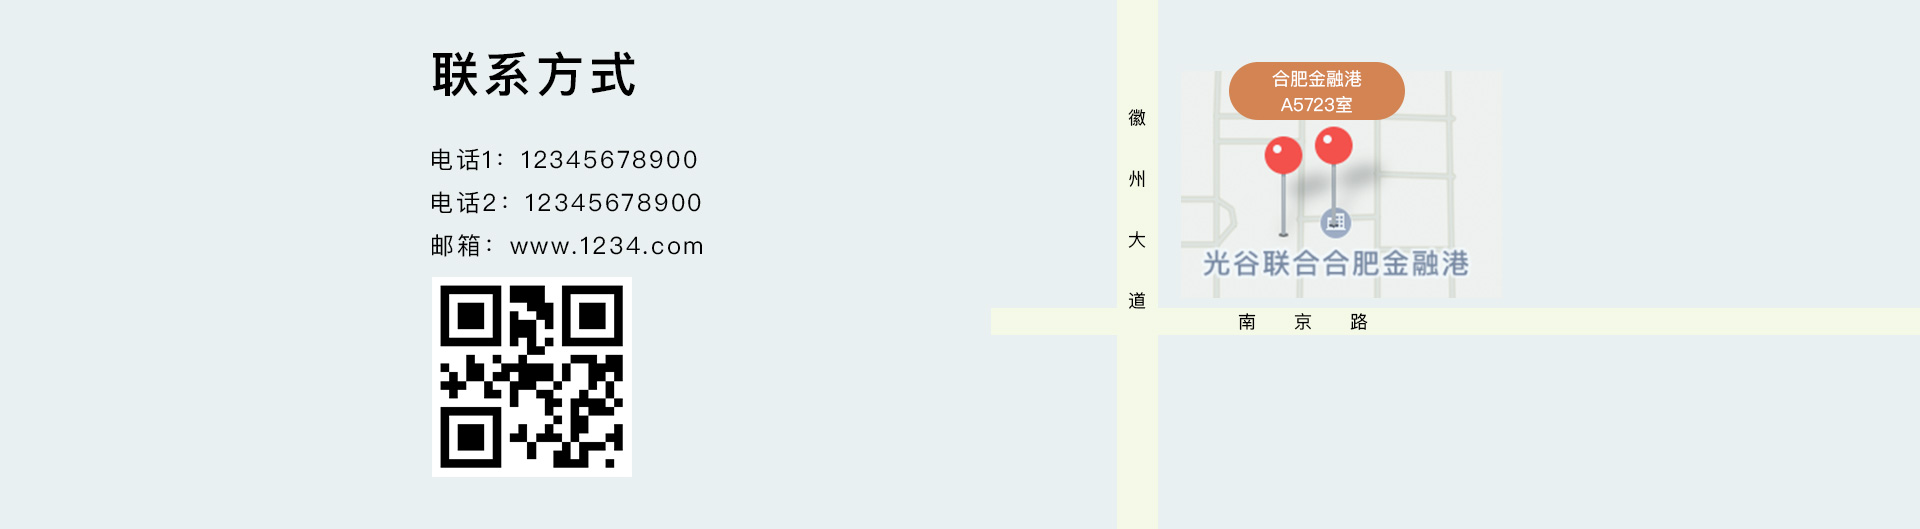 联系方式
电话1：12345678900
电话2：12345678900
邮箱：www.1234.com
合肥金融港
A5723室
光谷联合合肥金融港
徽州大道
南京路